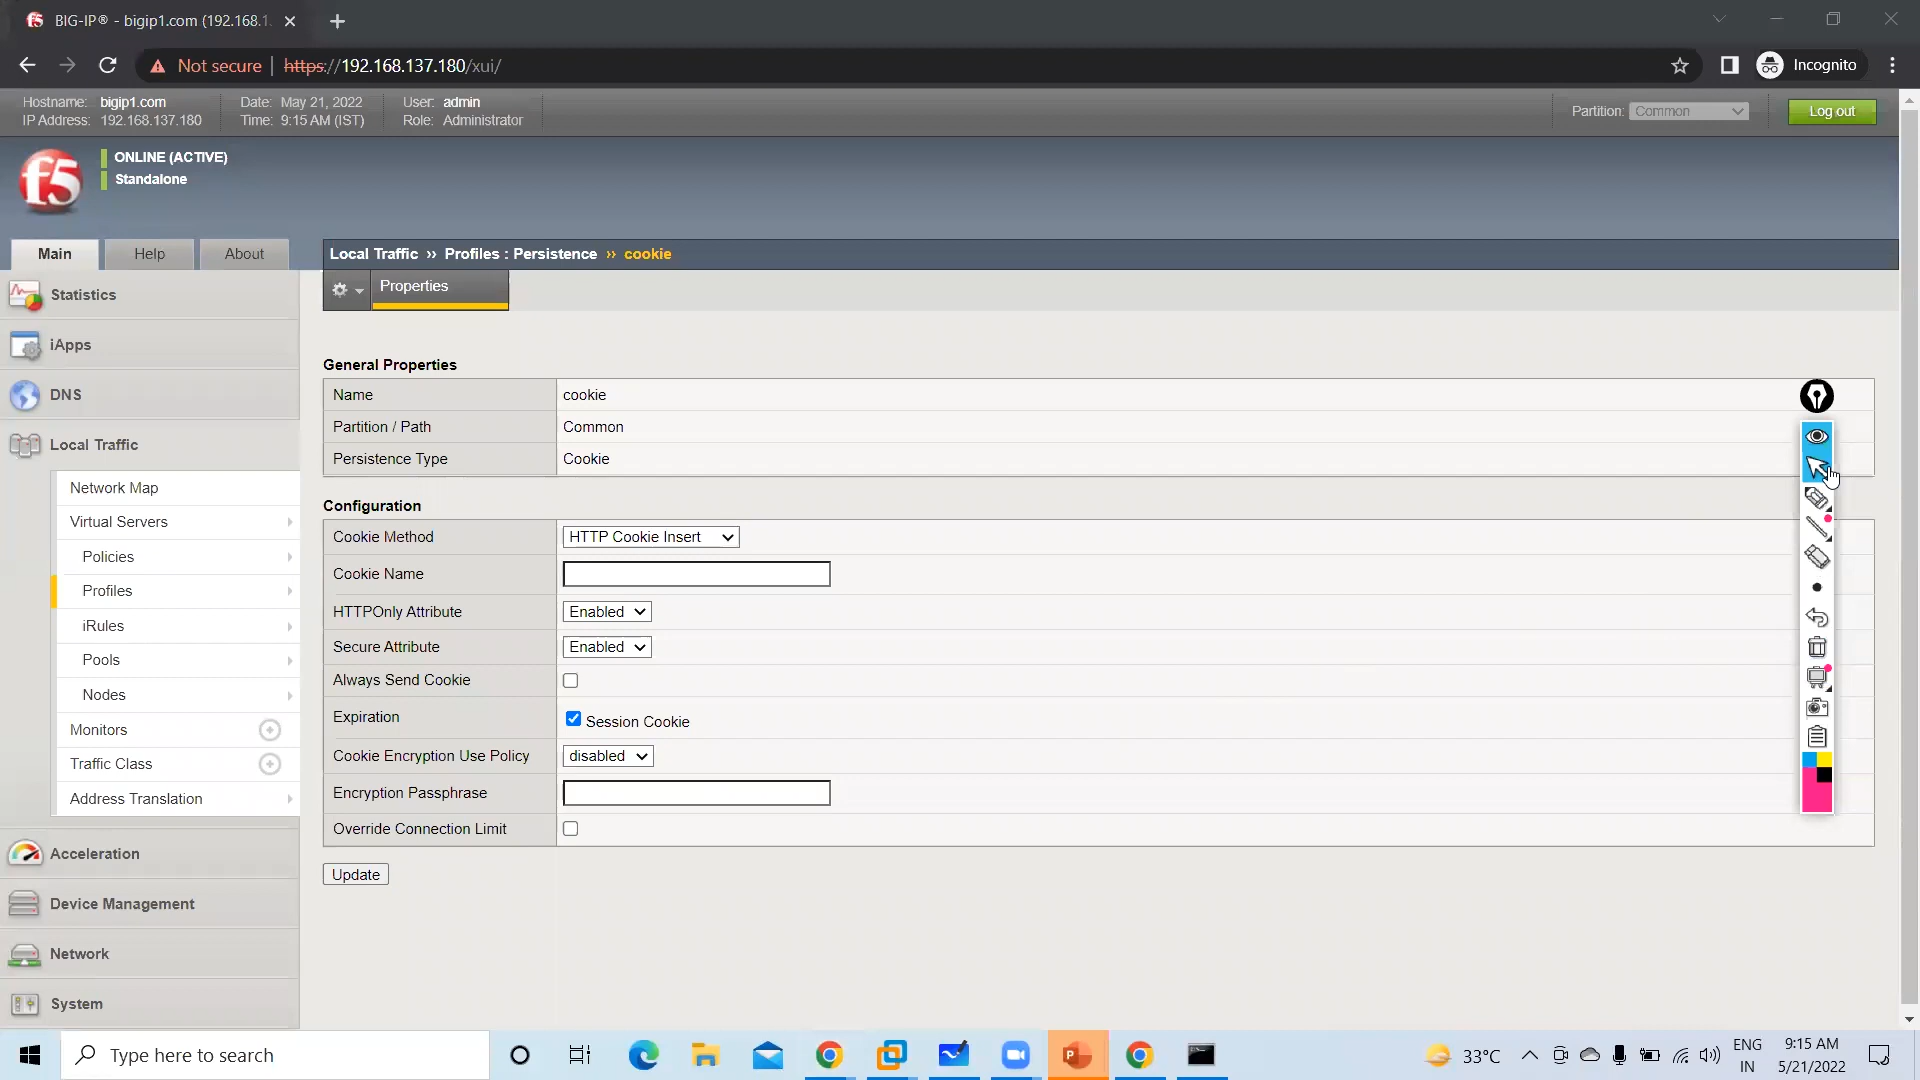 BIG-IP® - bigip1.com (192.168.1.
Not secure https://192.168.137.180/xui/ Incognito
Hostname: bigip1.com Date: May 21, 2022 User: admin
IP Address: 192.168.137.180 Time: 9:15 AM (IST) Role: Administrator
Partition: Common Log out
f5
ONLINE (ACTIVE)
Standalone
Main Help About
Local Traffic ›› Profiles : Persistence ›› cookie
Properties
Statistics
iApps
DNS
Local Traffic
Network Map
Virtual Servers
Policies
Profiles
iRules
Pools
Nodes
Monitors
Traffic Class
Address Translation
Acceleration
Device Management
Network
System
General Properties
Name cookie
Partition / Path Common
Persistence Type Cookie
Configuration
Cookie Method HTTP Cookie Insert
Cookie Name
HTTPOnly Attribute Enabled
Secure Attribute Enabled
Always Send Cookie
Expiration Session Cookie
Cookie Encryption Use Policy disabled
Encryption Passphrase
Override Connection Limit
Update
Type here to search
33°C
ENG
IN
9:15 AM
5/21/2022